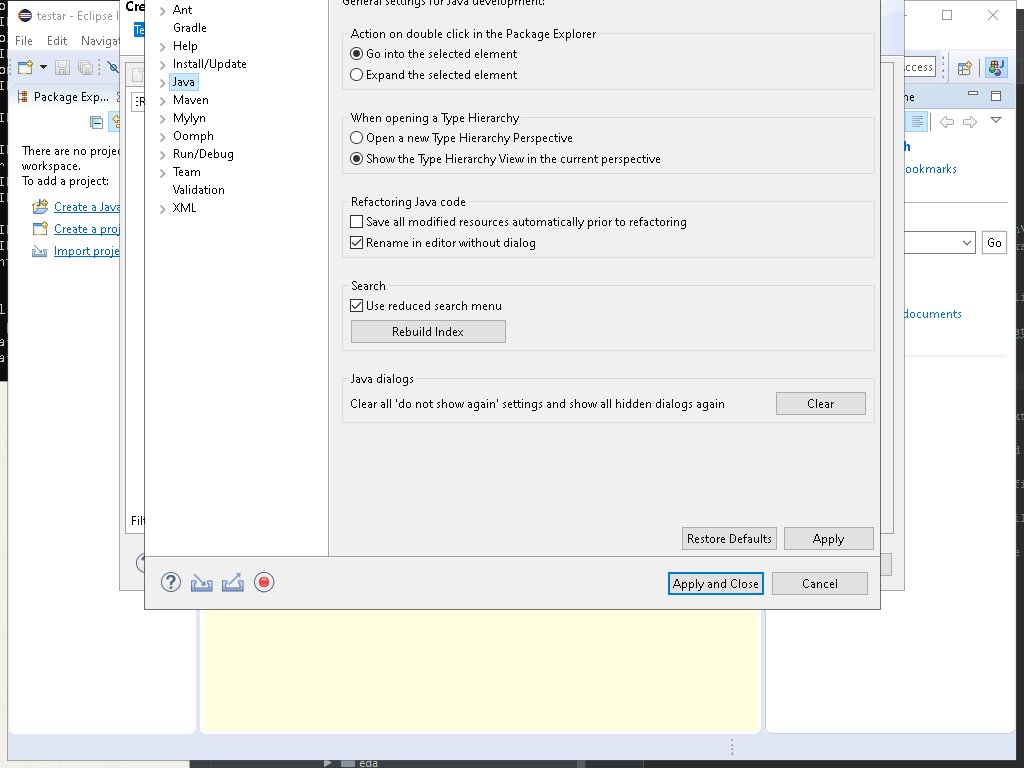 testar - Eclipse I
File Edit Navigat
Package Exp...
There are no proje
workspace.
To add a project:
Create a Java
Create a proj
Import proje
Cre
Te
Filt
Ant
Gradle
Help
Install/Update
Java
Maven
Mylyn
Oomph
Run/Debug
Team
Validation
XML
General settings for Java development:
Action on double click in the Package Explorer
Go into the selected element
Expand the selected element
When opening a Type Hierarchy
Open a new Type Hierarchy Perspective
Show the Type Hierarchy View in the current perspective
Refactoring Java code
Save all modified resources automatically prior to refactoring
Rename in editor without dialog
Search
Use reduced search menu
Rebuild Index
Java dialogs
Clear all 'do not show again' settings and show all hidden dialogs again
Clear
Restore Defaults
Apply
Apply and Close
Cancel
ccess
ne
h
ookmarks
Go
documents
eda